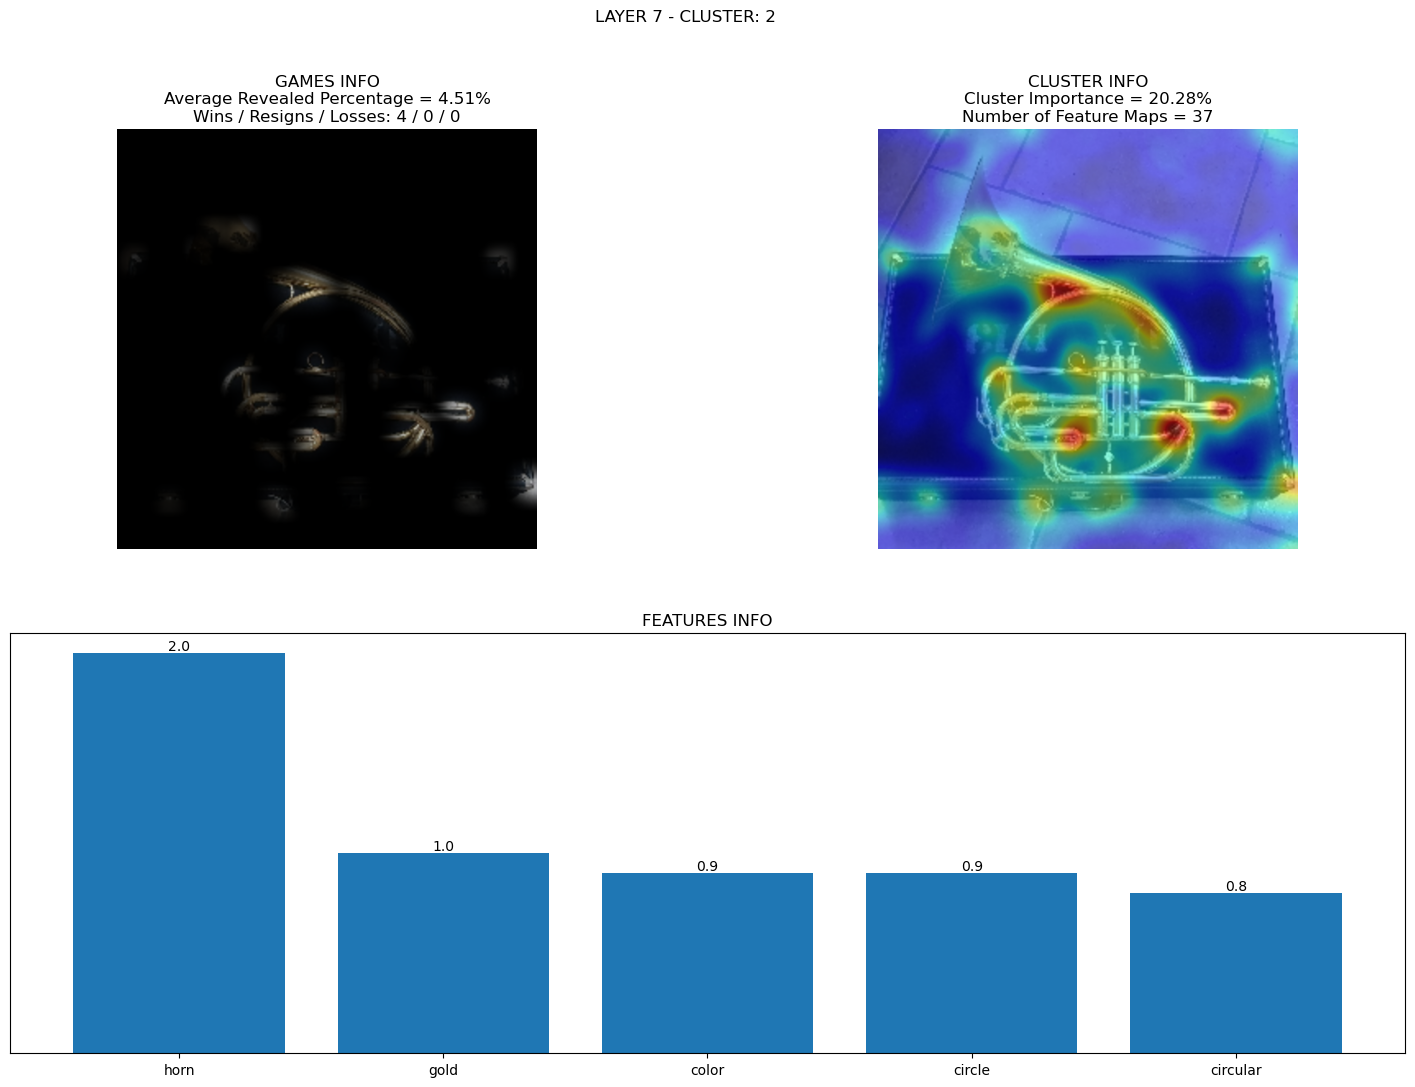 LAYER 7 - CLUSTER: 2
GAMES INFO
Average Revealed Percentage = 4.51%
Wins / Resigns / Losses: 4 / 0 / 0
CLUSTER INFO
Cluster Importance = 20.28%
Number of Feature Maps = 37
FEATURES INFO
2.0
1.0
0.9
0.9
0.8
horn
gold
color
circle
circular